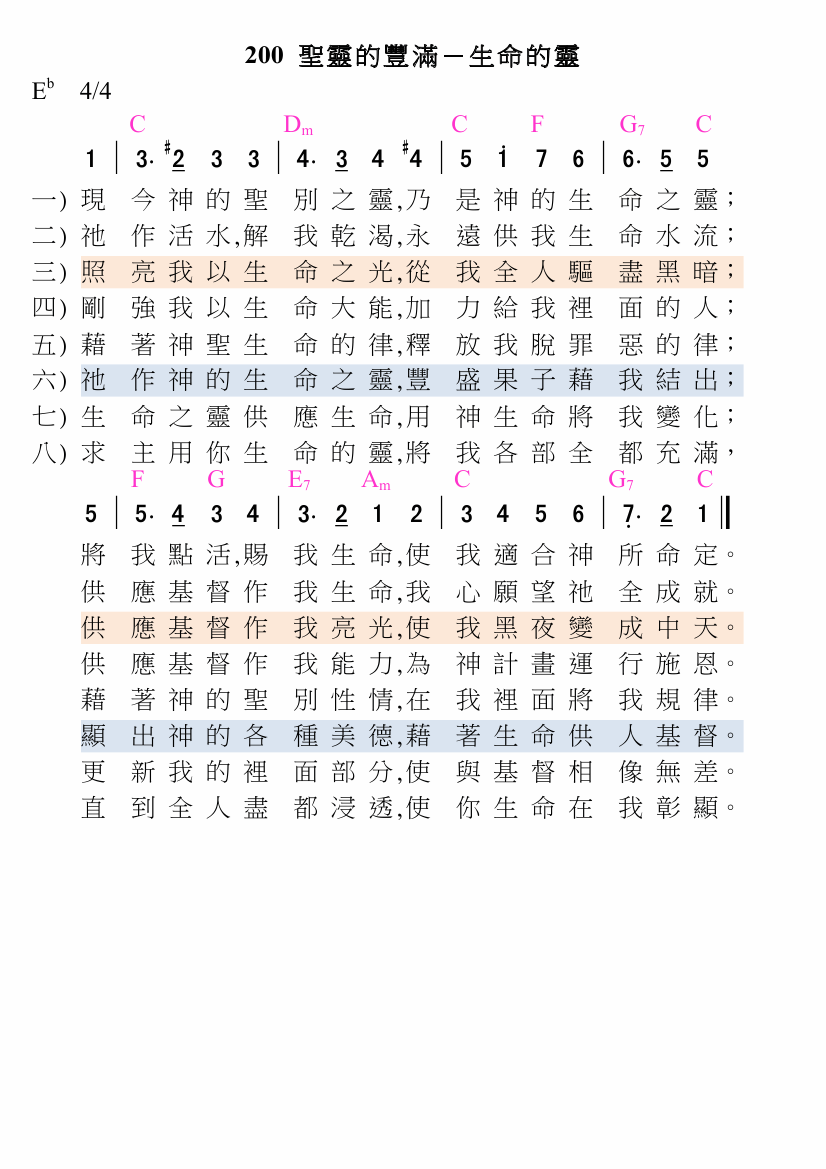 200 聖靈的豐滿－生命的靈
E♭ 4/4
C Dm C F G7 C
1 | 3· #2 3 3 | 4· 3 4 #4 | 5 i 7 6 | 6· 5 5
一) 現 今 神 的 聖 別 之 靈,乃 是 神 的 生 命 之 靈；
二) 祂 作 活 水,解 我 乾 渴,永 遠 供 我 生 命 水 流；
三) 照 亮 我 以 生 命 之 光,從 我 全 人 驅 盡 黑 暗；
四) 剛 強 我 以 生 命 大 能,加 力 給 我 裡 面 的 人；
五) 藉 著 神 聖 生 命 的 律,釋 放 我 脫 罪 惡 的 律；
六) 祂 作 神 的 生 命 之 靈,豐 盛 果 子 藉 我 結 出；
七) 生 命 之 靈 供 應 生 命,用 神 生 命 將 我 變 化；
八) 求 主 用 你 生 命 的 靈,將 我 各 部 全 都 充 滿，
F G E7 Am C G7 C
5 | 5· 4 3 4 | 3· 2 1 2 | 3 4 5 6 | 7̣· 2 1 ‖
將 我 點 活,賜 我 生 命,使 我 適 合 神 所 命 定。
供 應 基 督 作 我 生 命,我 心 願 望 祂 全 成 就。
供 應 基 督 作 我 亮 光,使 我 黑 夜 變 成 中 天。
供 應 基 督 作 我 能 力,為 神 計 畫 運 行 施 恩。
藉 著 神 的 聖 別 性 情,在 我 裡 面 將 我 規 律。
顯 出 神 的 各 種 美 德,藉 著 生 命 供 人 基 督。
更 新 我 的 裡 面 部 分,使 與 基 督 相 像 無 差。
直 到 全 人 盡 都 浸 透,使 你 生 命 在 我 彰 顯。